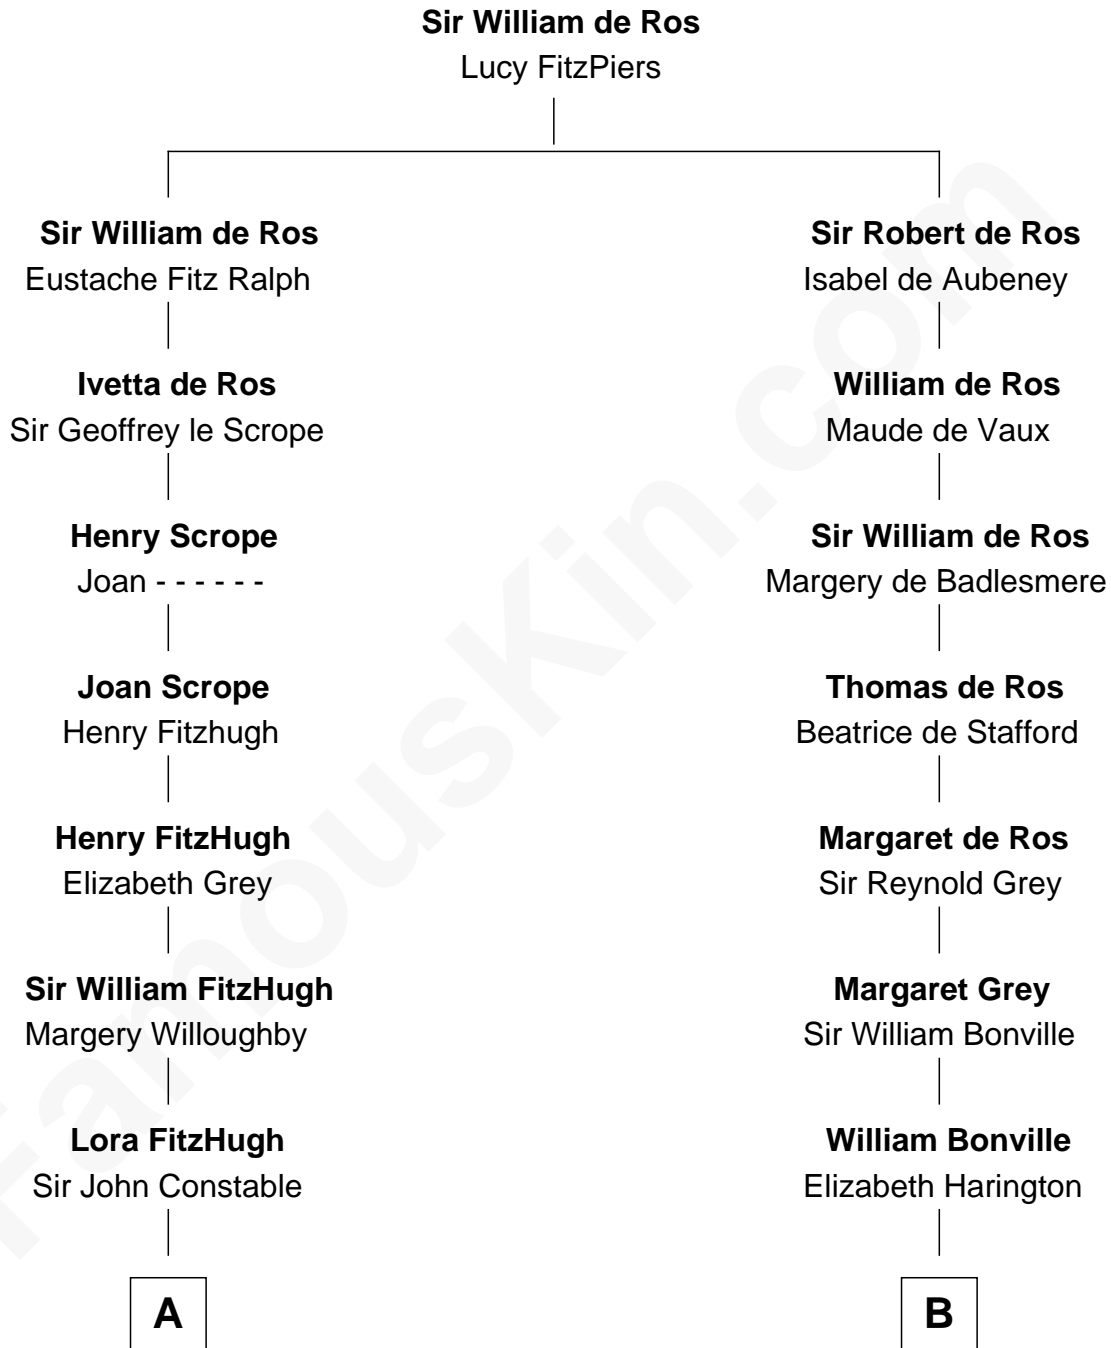 Sir William de Ros
Lucy FitzPiers
Sir William de Ros
Eustache Fitz Ralph
Sir Robert de Ros
Isabel de Aubeney
Ivetta de Ros
Sir Geoffrey le Scrope
William de Ros
Maude de Vaux
Henry Scrope
Joan - - - - - -
Sir William de Ros
Margery de Badlesmere
Joan Scrope
Henry Fitzhugh
Thomas de Ros
Beatrice de Stafford
Henry FitzHugh
Elizabeth Grey
Margaret de Ros
Sir Reynold Grey
Sir William FitzHugh
Margery Willoughby
Margaret Grey
Sir William Bonville
Lora FitzHugh
Sir John Constable
William Bonville
Elizabeth Harington
A
B
FamousKin.com